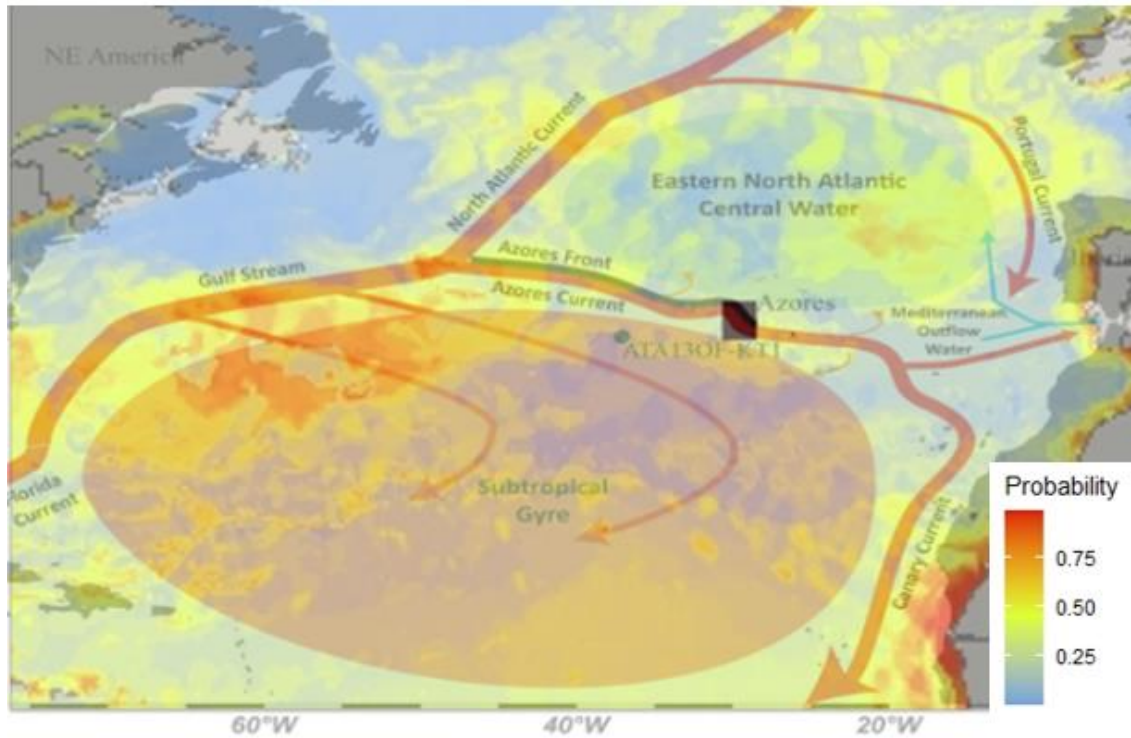 NE America
North Atlantic Current
Portugal Current
Eastern North Atlantic
Central Water
Gulf Stream
Azores Front
Azores Current
Azores
ATA13OF-KT1
Mediterranean
Outflow
Water
Florida
Current
Subtropical
Gyre
Canary Current
Probability
0.75
0.50
0.25
60°W
40°W
20°W